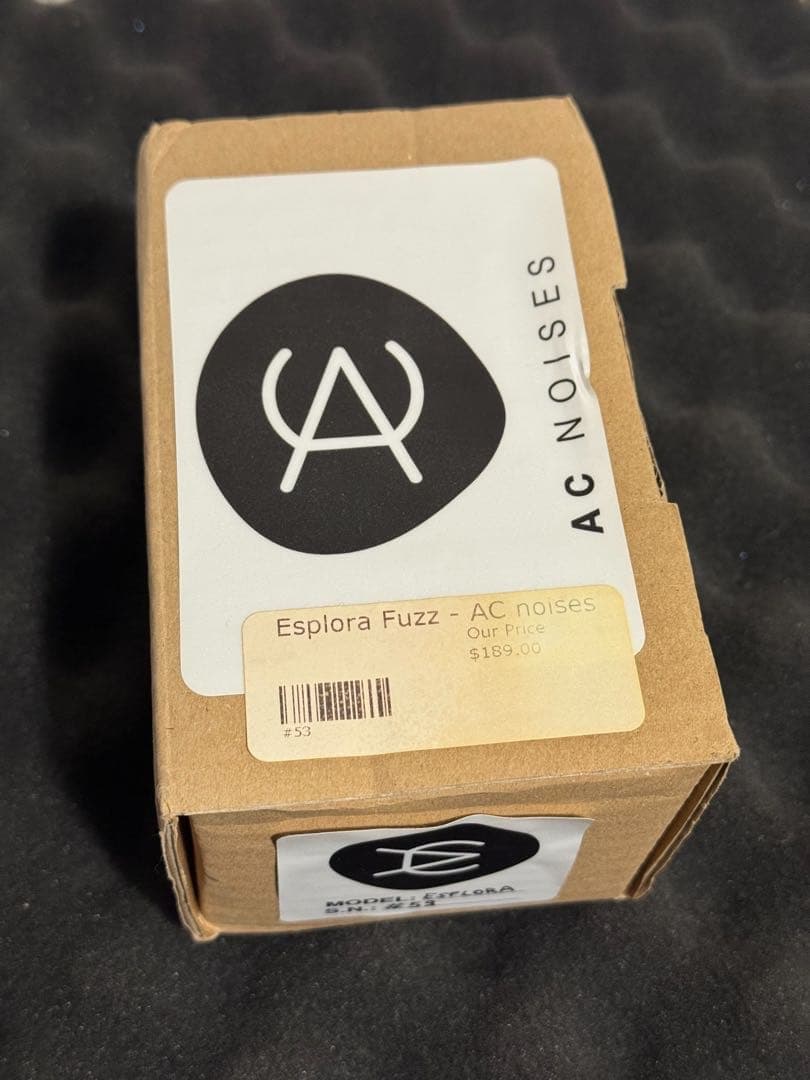 AC NOISES
Esplora Fuzz - AC noises
Our Price
$189.00
#53
MODEL: ESPLORA
S.N.: #53